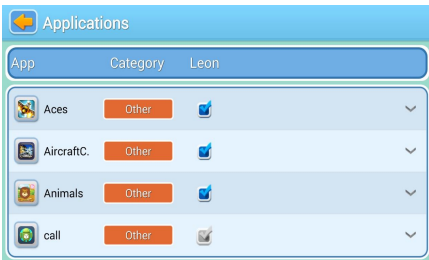 Applications
App Category Leon
Aces Other
AircraftC. Other
Animals Other
call Other